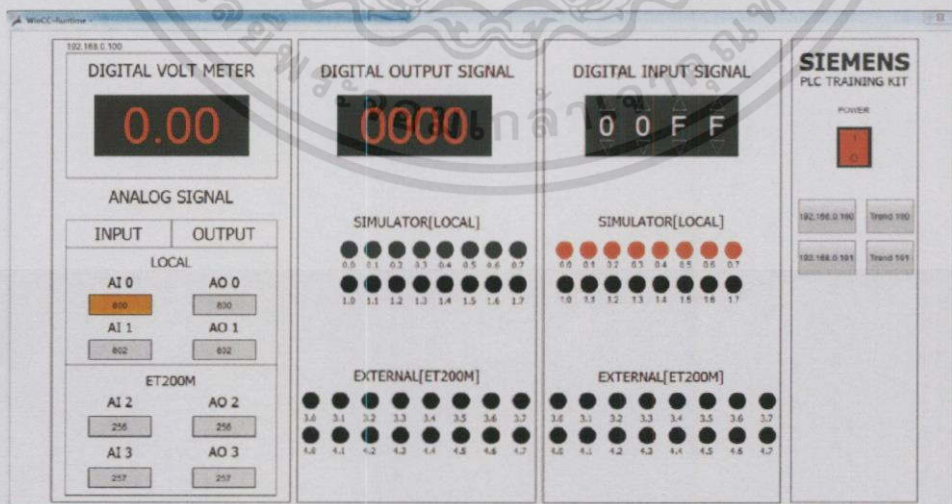 WinCC-Runtime -
192.168.0.100
DIGITAL VOLT METER
0.00
ANALOG SIGNAL
INPUT OUTPUT
LOCAL
AI 0 AO 0
800 800
AI 1 AO 1
802 802
ET200M
AI 2 AO 2
256 256
AI 3 AO 3
257 257
DIGITAL OUTPUT SIGNAL
0000
SIMULATOR[LOCAL]
0.0 0.1 0.2 0.3 0.4 0.5 0.6 0.7
1.0 1.1 1.2 1.3 1.4 1.5 1.6 1.7
EXTERNAL[ET200M]
3.0 3.1 3.2 3.3 3.4 3.5 3.6 3.7
4.0 4.1 4.2 4.3 4.4 4.5 4.6 4.7
DIGITAL INPUT SIGNAL
0 0 F F
SIMULATOR[LOCAL]
0.0 0.1 0.2 0.3 0.4 0.5 0.6 0.7
1.0 1.1 1.2 1.3 1.4 1.5 1.6 1.7
EXTERNAL[ET200M]
3.0 3.1 3.2 3.3 3.4 3.5 3.6 3.7
4.0 4.1 4.2 4.3 4.4 4.5 4.6 4.7
SIEMENS
PLC TRAINING KIT
POWER
1
0
192.168.0.100 Trend 100
192.168.0.101 Trend 101